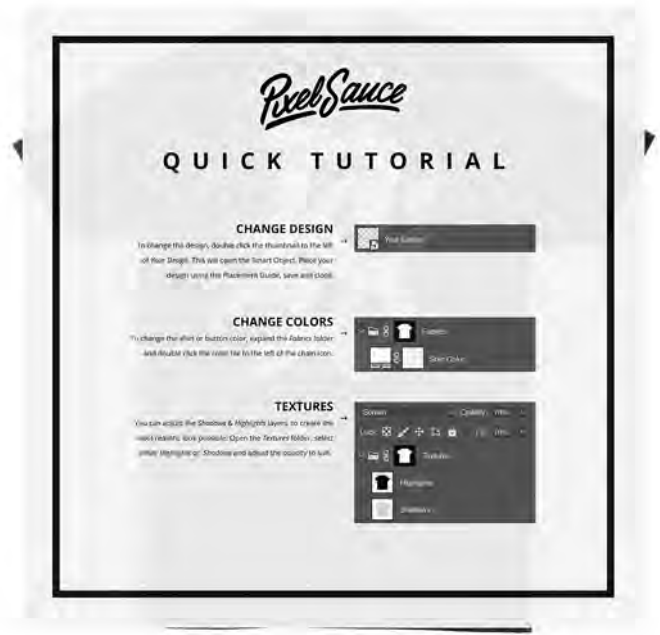 PixelSauce
QUICK TUTORIAL
CHANGE DESIGN
To change the design, double click the thumbnail to the left
of Your Design. This will open the Smart Object. Place your
design using the Placement Guide, save and close.
→
Your Design
CHANGE COLORS
To change the shirt or button color, expand the Fabrics folder
and double click the color tile to the left of the chain icon.
→
Fabrics
Shirt Color
TEXTURES
You can adjust the Shadow & Highlights layers, to create the
most realistic look possible. Open the Textures folder, select
either Highlights or Shadows and adjust the opacity to suit.
→
Screen
Opacity:
Lock:
Textures
Highlights
Shadows